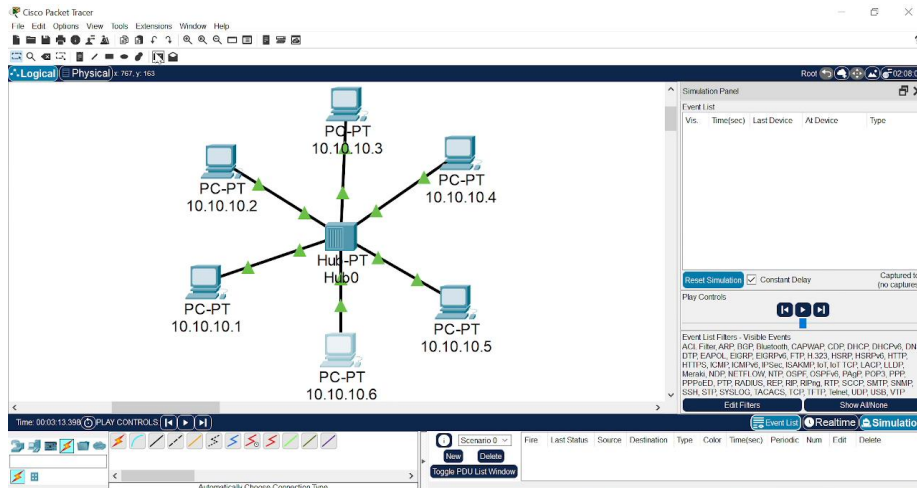 Cisco Packet Tracer
File Edit Options View Tools Extensions Window Help
Logical Physical x: 767, y: 163 Root 02:08:0
PC-PT
10.10.10.3
PC-PT
10.10.10.2
PC-PT
10.10.10.4
Hub-PT
Hub0
PC-PT
10.10.10.1
PC-PT
10.10.10.5
PC-PT
10.10.10.6
Simulation Panel
Event List
Vis. Time(sec) Last Device At Device Type
Reset Simulation Constant Delay Captured to
(no captures
Play Controls
Event List Filters - Visible Events
ACL Filter, ARP, BGP, Bluetooth, CAPWAP, CDP, DHCP, DHCPv6, DN
DTP, EAPOL, EIGRP, EIGRPv6, FTP, H.323, HSRP, HSRPv6, HTTP,
HTTPS, ICMP, ICMPv6, IPSec, ISAKMP, IoT, IoT TCP, LACP, LLDP,
Meraki, NDP, NETFLOW, NTP, OSPF, OSPFv6, PAgP, POP3, PPP,
PPPoED, PTP, RADIUS, REP, RIP, RIPng, RTP, SCCP, SMTP, SNMP,
SSH, STP, SYSLOG, TACACS, TCP, TFTP, Telnet, UDP, USB, VTP
Edit Filters Show All/None
Time: 00:03:13.398 PLAY CONTROLS Event List Realtime Simulatio
Scenario 0
New Delete
Toggle PDU List Window
Fire Last Status Source Destination Type Color Time(sec) Periodic Num Edit Delete
Automatically Choose Connection Type